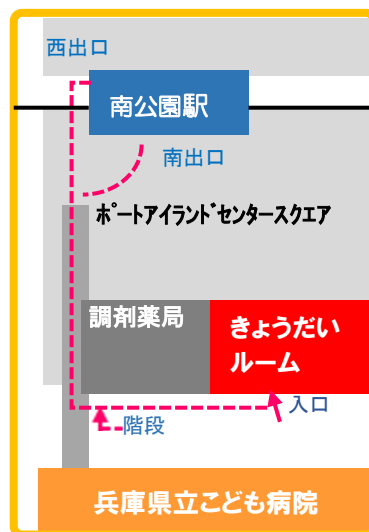 西出口
南公園駅
南出口
ポートアイランドセンタースクエア
調剤薬局
きょうだい
ルーム
入口
階段
兵庫県立こども病院